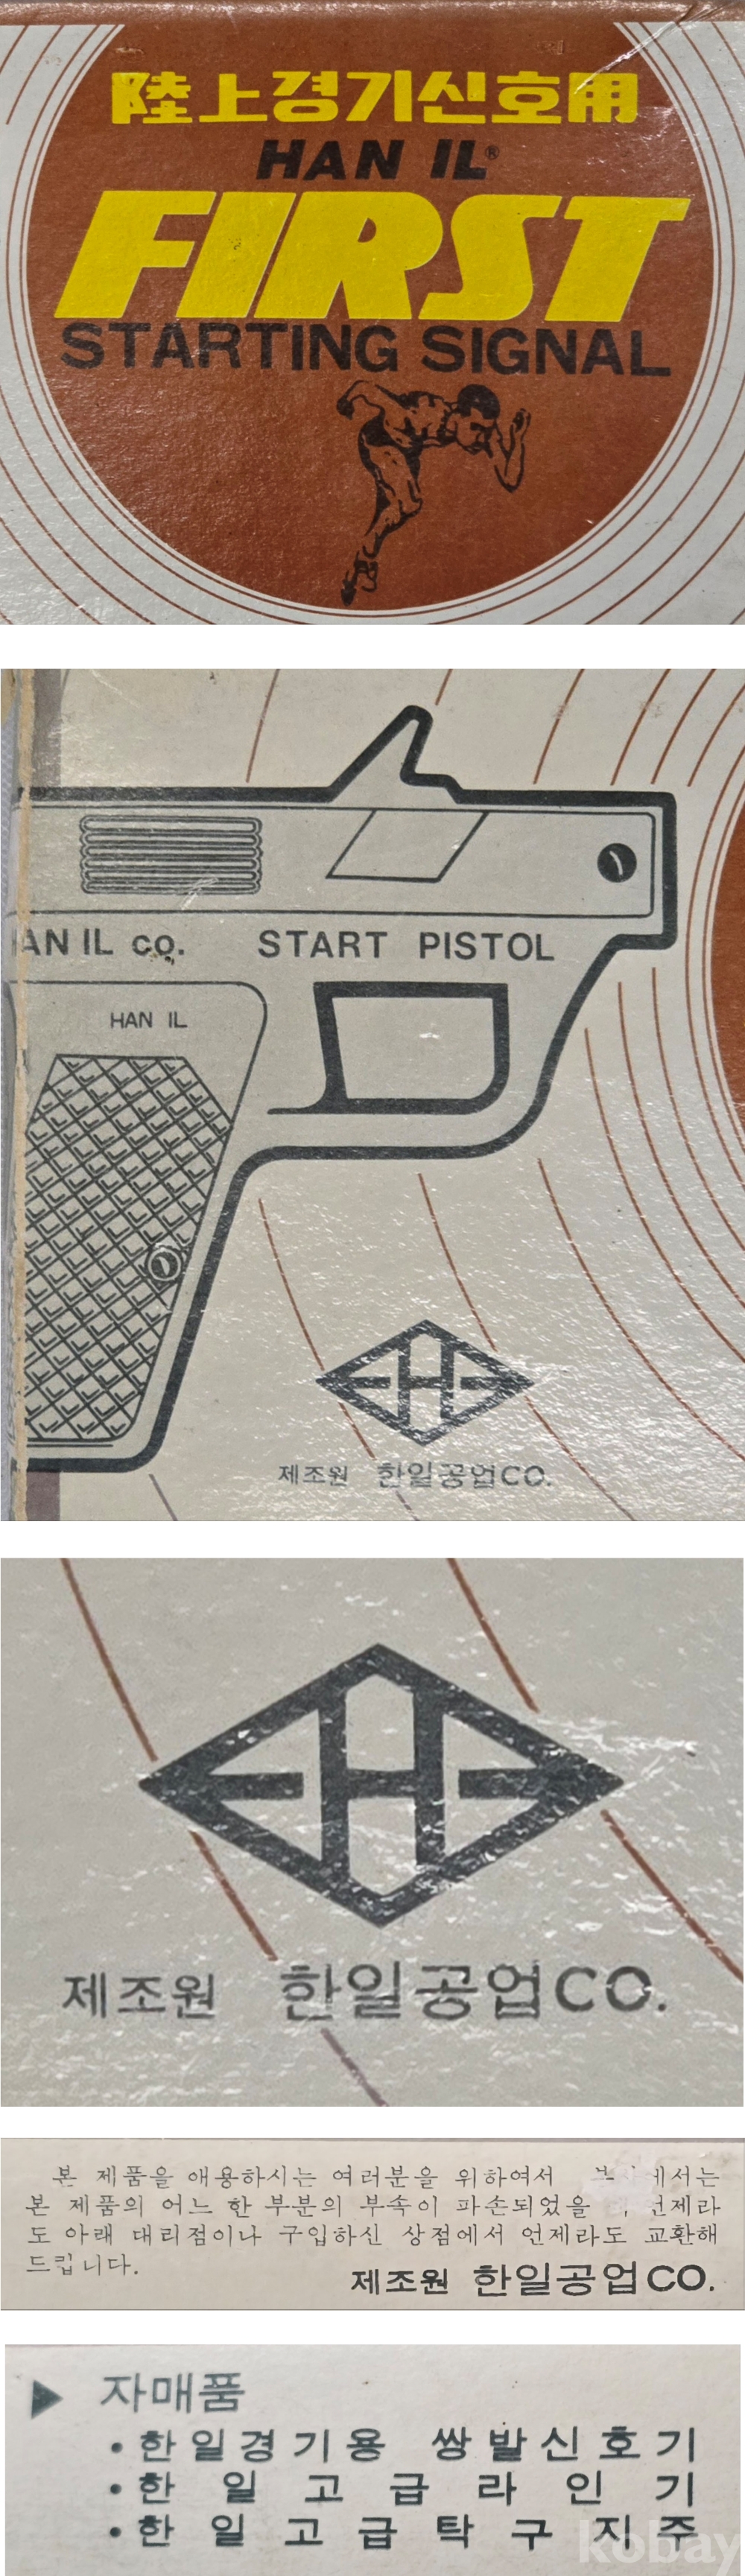 陸上경기신호用
HAN IL®
FIRST
STARTING SIGNAL
AN IL CO. START PISTOL
HAN IL
제조원 한일공업CO.
제조원 한일공업CO.
본 제품을 애용하시는 여러분을 위하여서 에서는
본 제품의 어느 한 부분의 부속이 파손되었을 언제라
도 아래 대리점이나 구입하신 상점에서 언제라도 교환해
드립니다.
제조원 한일공업CO.
▶ 자매품
•한일경기용 쌍발신호기
•한일고급라인기
•한일고급탁구지주
kobay